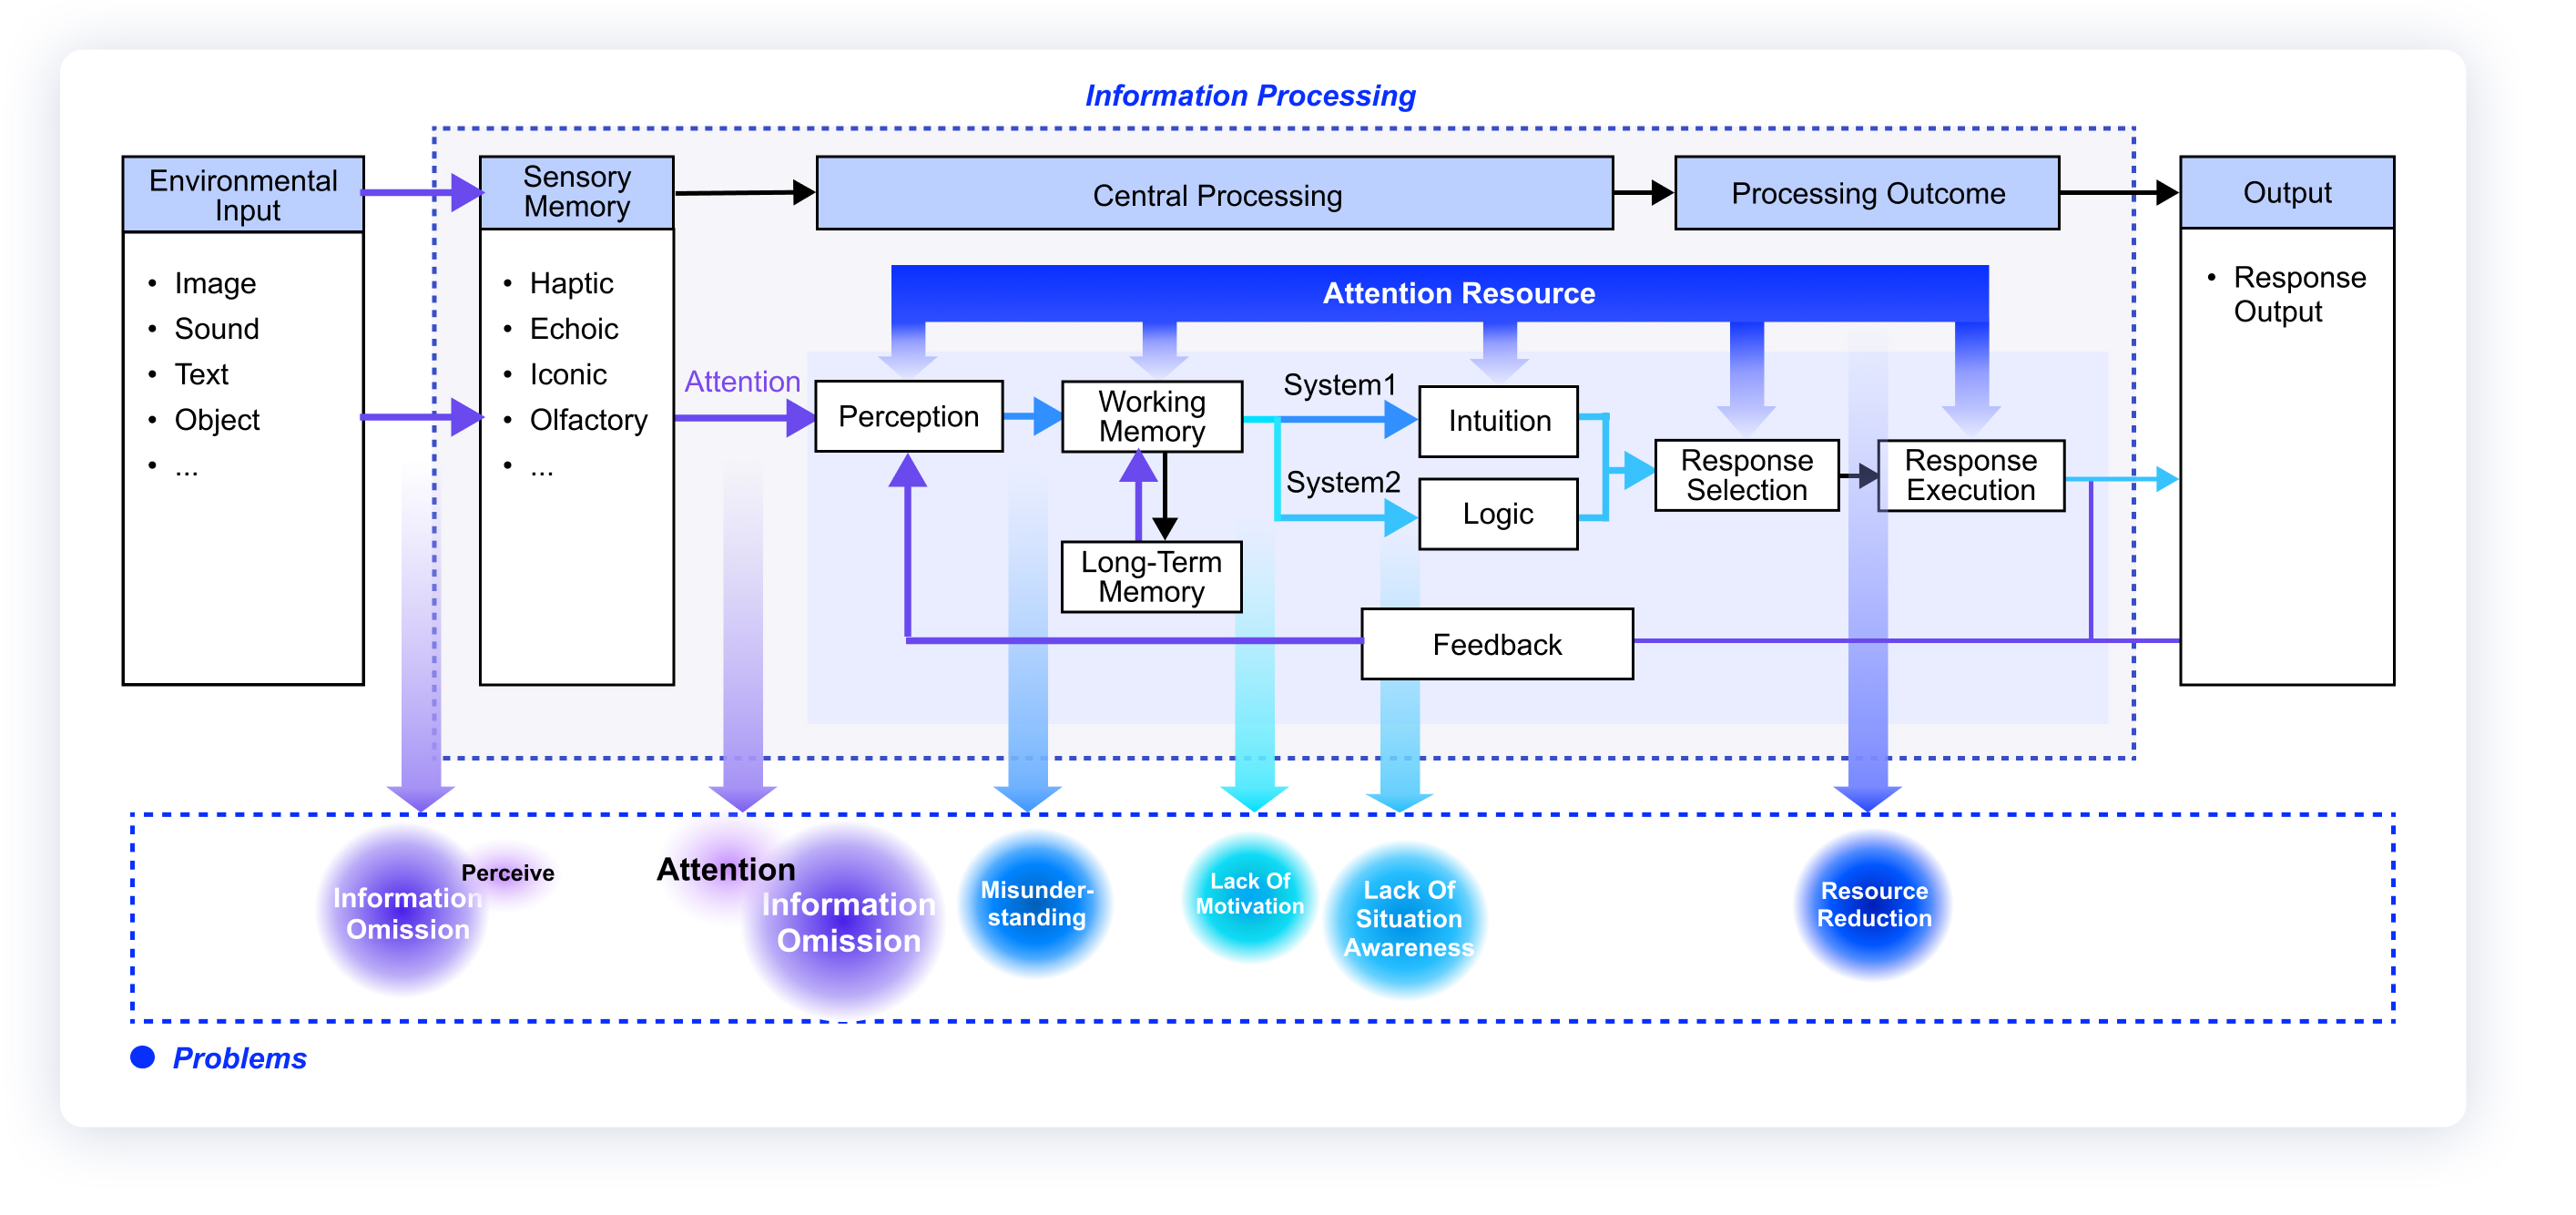 Information Processing
Environmental
Input
• Image
• Sound
• Text
• Object
• ...
Sensory
Memory
• Haptic
• Echoic
• Iconic
• Olfactory
• ...
Central Processing
Processing Outcome
Output
• Response
Output
Attention Resource
Attention
Perception
Working
Memory
Long-Term
Memory
System1
System2
Intuition
Logic
Response
Selection
Response
Execution
Feedback
Information
Omission
Perceive
Attention
Information
Omission
Misunder-
standing
Lack Of
Motivation
Lack Of
Situation
Awareness
Resource
Reduction
Problems